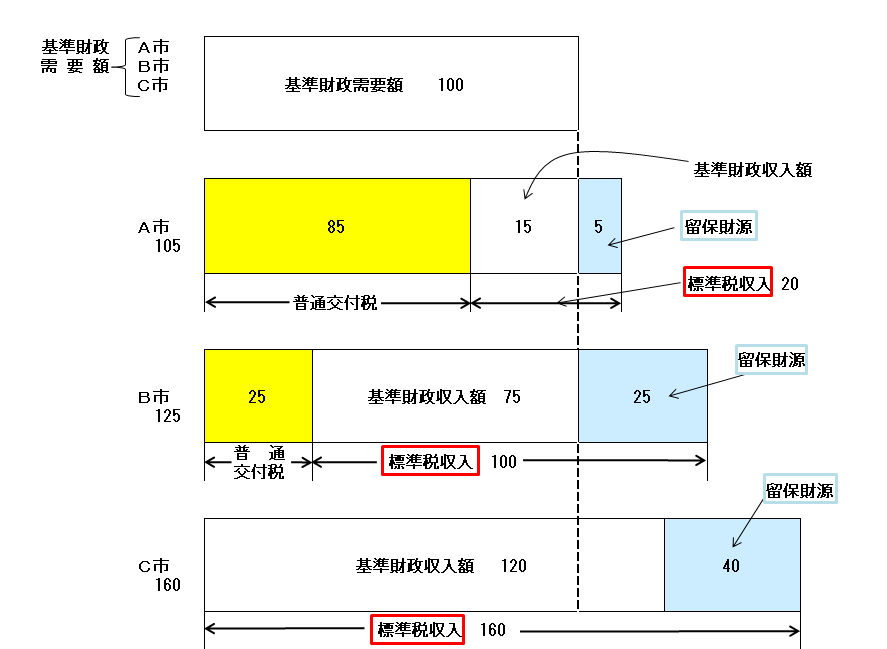 基準財政
需要額
Ａ市
Ｂ市
Ｃ市
基準財政需要額 100
基準財政収入額
Ａ市
105
85
15
5
留保財源
普通交付税
標準税収入 20
Ｂ市
125
25
基準財政収入額 75
25
留保財源
普通
交付税
標準税収入 100
留保財源
Ｃ市
160
基準財政収入額 120
40
標準税収入 160